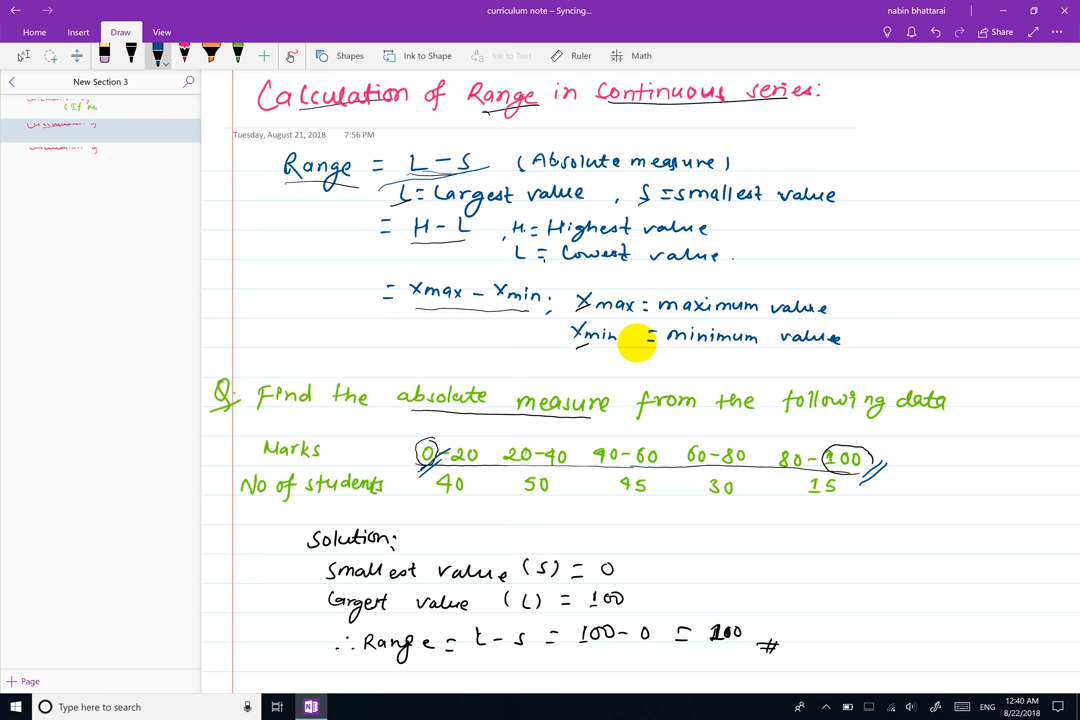 curriculum note – Syncing...
nabin bhattarai
Home Insert Draw View
Share
Shapes Ink to Shape Ink to Text Ruler Math
New Section 3
Calculation of Range in Continuous series:
Tuesday, August 21, 2018 7:56 PM
Range = L - S (Absolute measure)
L = Largest value , S = smallest value
= H - L , H = Highest value
L = Lowest value .
= Xmax - Xmin ; Xmax = maximum value
Xmin = minimum value
Q. Find the absolute measure from the following data
Marks 0-20 20-40 40-60 60-80 80-100
No of students 40 50 45 30 15
Solution:
Smallest value (S) = 0
Largest value (L) = 100
∴ Range = L - S = 100 - 0 = 100 #
+ Page
Type here to search
ENG
12:40 AM
8/22/2018